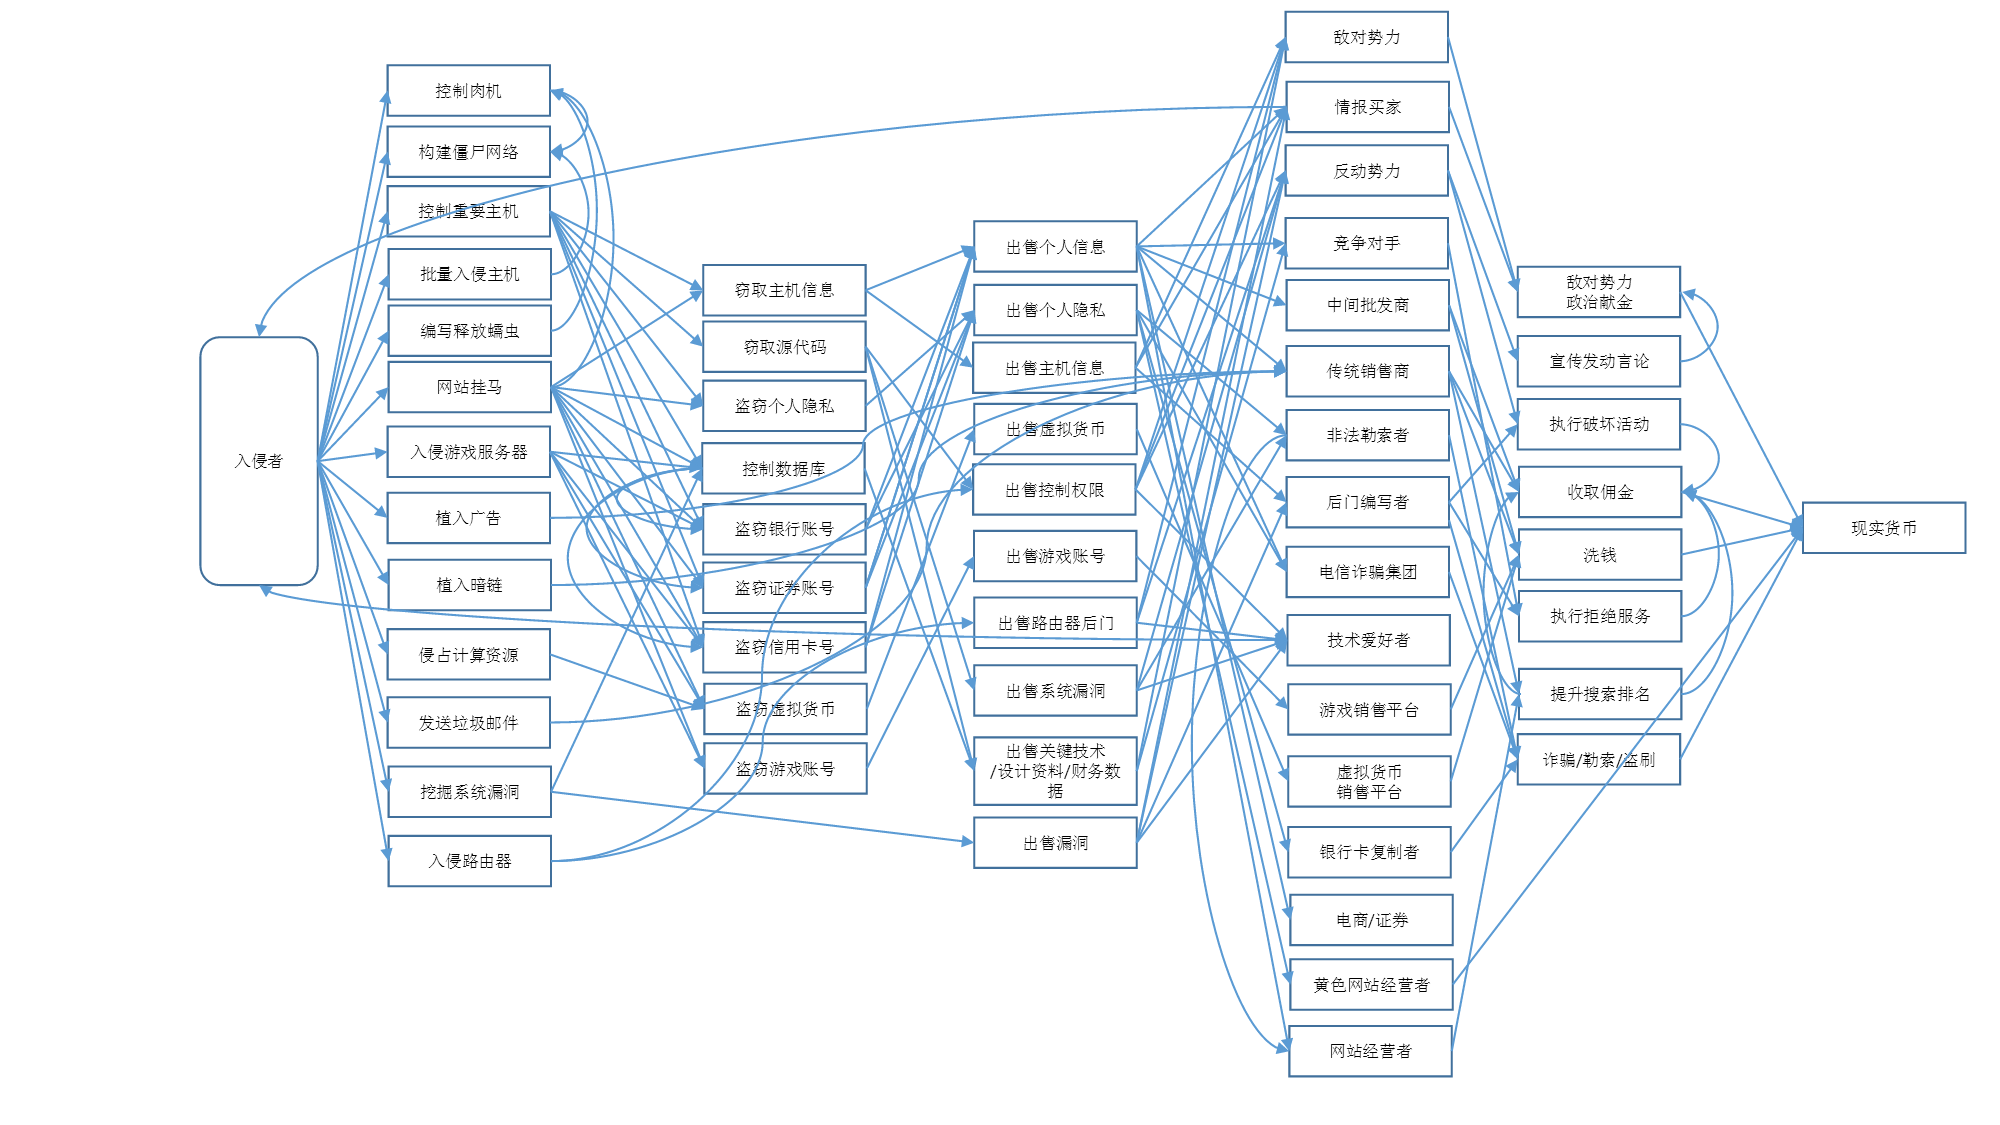 入侵者
控制肉机
构建僵尸网络
控制重要主机
批量入侵主机
编写释放蠕虫
网站挂马
入侵游戏服务器
植入广告
植入暗链
侵占计算资源
发送垃圾邮件
挖掘系统漏洞
入侵路由器
窃取主机信息
窃取源代码
盗窃个人隐私
控制数据库
盗窃银行账号
盗窃证券账号
盗窃信用卡号
盗窃虚拟货币
盗窃游戏账号
出售个人信息
出售个人隐私
出售主机信息
出售虚拟货币
出售控制权限
出售游戏账号
出售路由器后门
出售系统漏洞
出售关键技术
/设计资料/财务数
据
出售漏洞
敌对势力
情报买家
反动势力
竞争对手
中间批发商
传统销售商
非法勒索者
后门编写者
电信诈骗集团
技术爱好者
游戏销售平台
虚拟货币
销售平台
银行卡复制者
电商/证券
黄色网站经营者
网站经营者
敌对势力
政治献金
宣传发动言论
执行破坏活动
收取佣金
洗钱
执行拒绝服务
提升搜索排名
诈骗/勒索/盗刷
现实货币